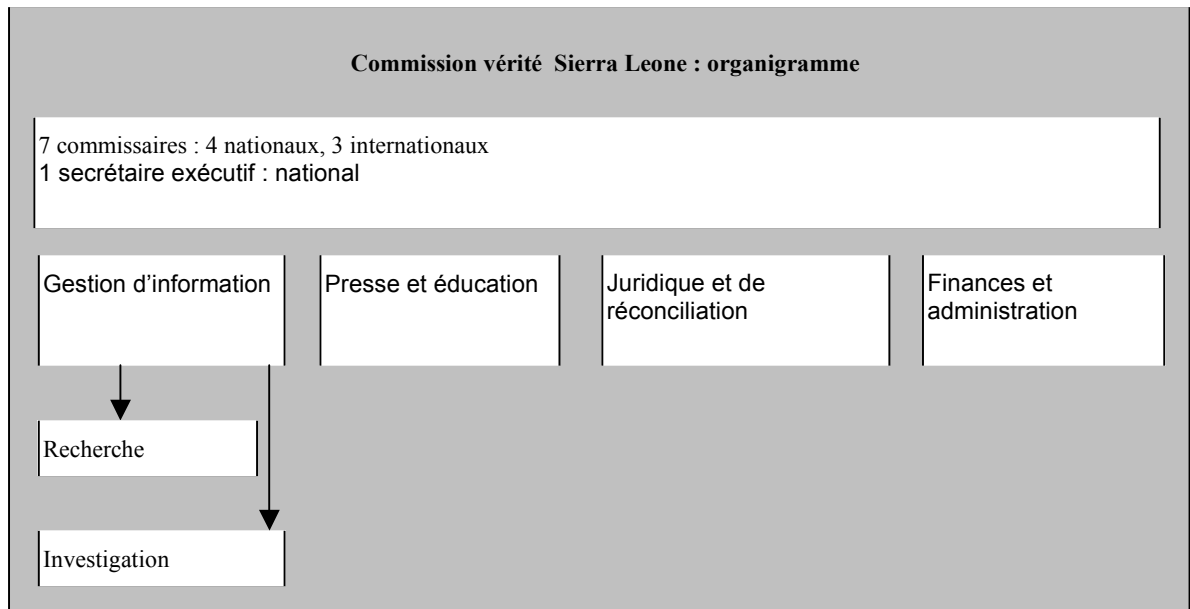 Commission vérité Sierra Leone : organigramme
7 commissaires : 4 nationaux, 3 internationaux
1 secrétaire exécutif : national
Gestion d'information
Presse et éducation
Juridique et de
réconciliation
Finances et
administration
Recherche
Investigation